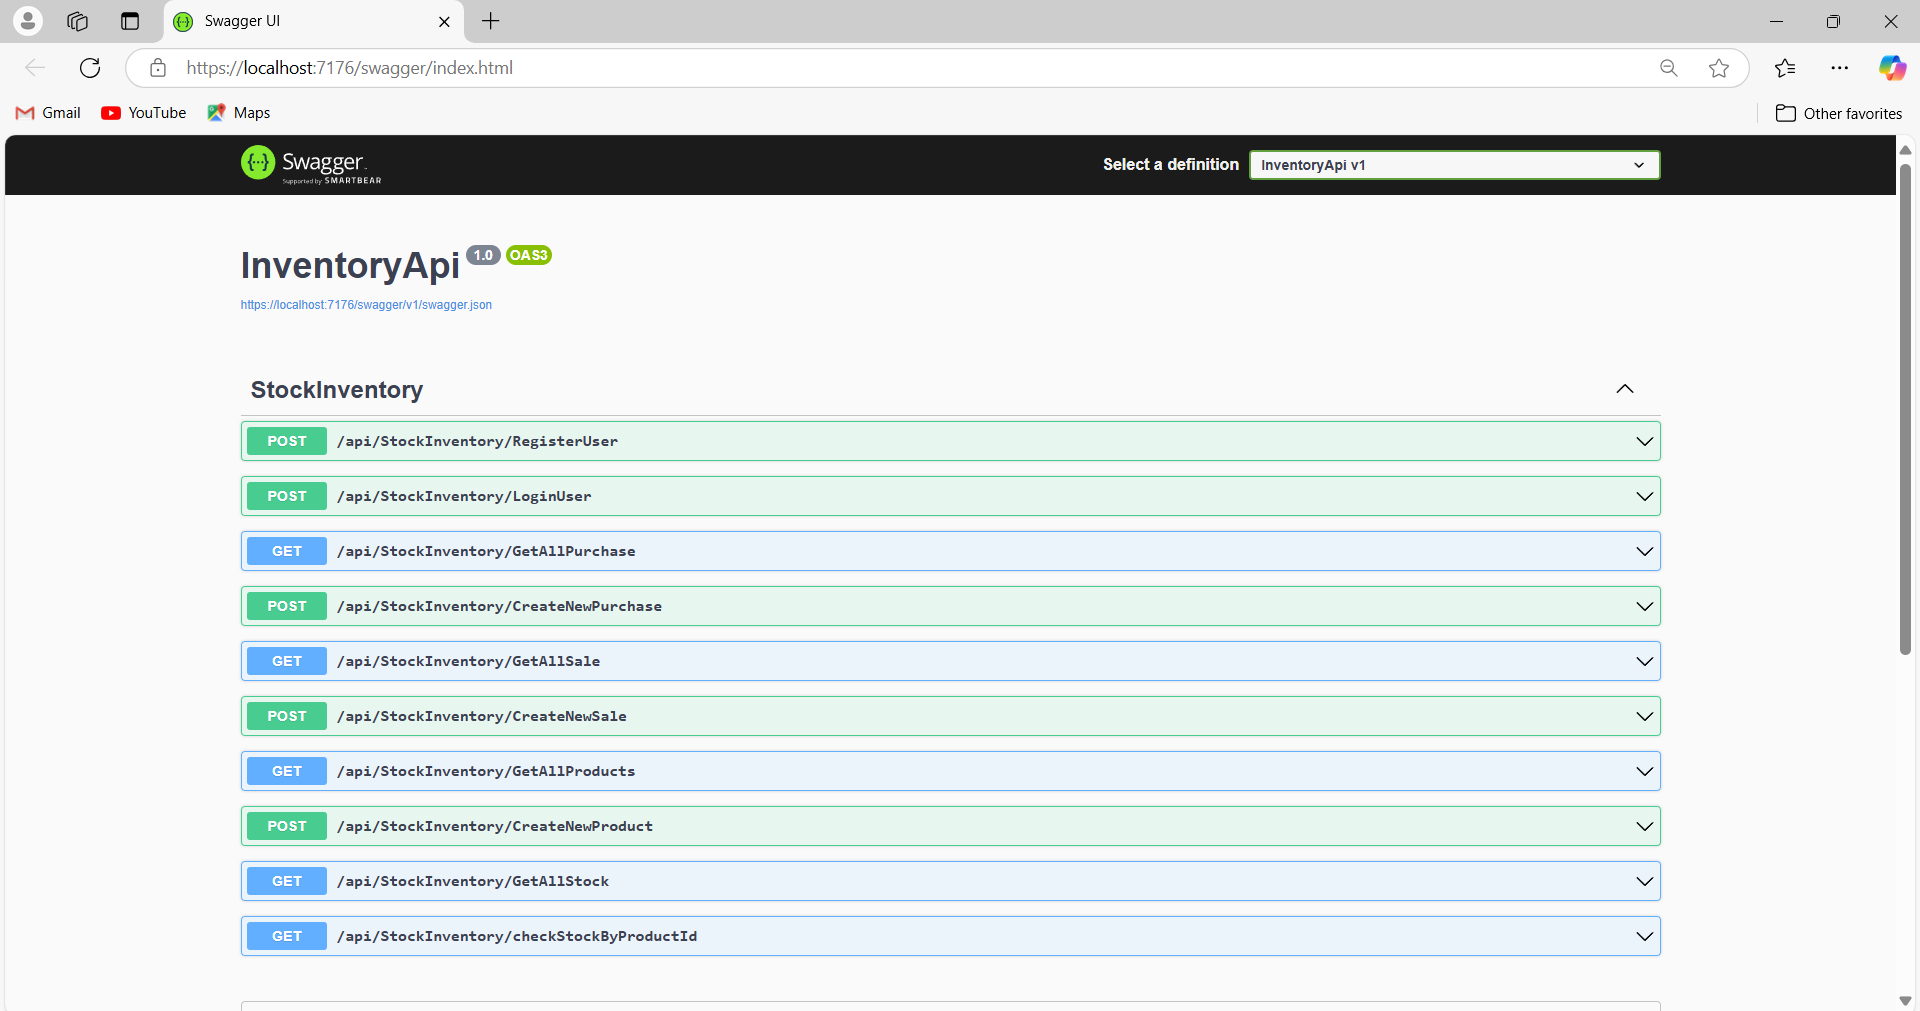 Swagger UI
https://localhost:7176/swagger/index.html
Gmail YouTube Maps Other favorites
Swagger. Select a definition InventoryApi v1
Supported by SMARTBEAR
InventoryApi 1.0 OAS3
https://localhost:7176/swagger/v1/swagger.json
StockInventory
POST /api/StockInventory/RegisterUser
POST /api/StockInventory/LoginUser
GET /api/StockInventory/GetAllPurchase
POST /api/StockInventory/CreateNewPurchase
GET /api/StockInventory/GetAllSale
POST /api/StockInventory/CreateNewSale
GET /api/StockInventory/GetAllProducts
POST /api/StockInventory/CreateNewProduct
GET /api/StockInventory/GetAllStock
GET /api/StockInventory/checkStockByProductId